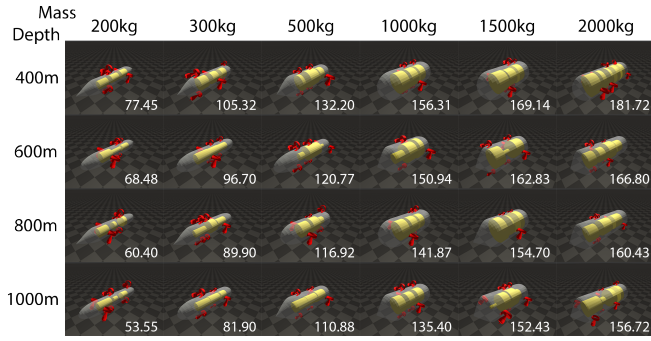 Mass
Depth 200kg 300kg 500kg 1000kg 1500kg 2000kg
400m 77.45 105.32 132.20 156.31 169.14 181.72
600m 68.48 96.70 120.77 150.94 162.83 166.80
800m 60.40 89.90 116.92 141.87 154.70 160.43
1000m 53.55 81.90 110.88 135.40 152.43 156.72